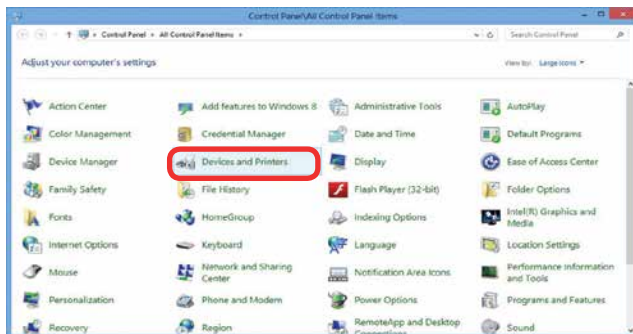 Control Panel\All Control Panel Items
Control Panel
All Control Panel Items
Search Control Panel
Adjust your computer's settings
View by: Large icons
Action Center
Add features to Windows 8
Administrative Tools
AutoPlay
Color Management
Credential Manager
Date and Time
Default Programs
Device Manager
Devices and Printers
Display
Ease of Access Center
Family Safety
File History
Flash Player (32-bit)
Folder Options
Fonts
HomeGroup
Indexing Options
Intel(R) Graphics and
Media
Internet Options
Keyboard
Language
Location Settings
Mouse
Network and Sharing
Center
Notification Area Icons
Performance Information
and Tools
Personalization
Phone and Modem
Power Options
Programs and Features
Recovery
Region
RemoteApp and Desktop
Connections
Sound